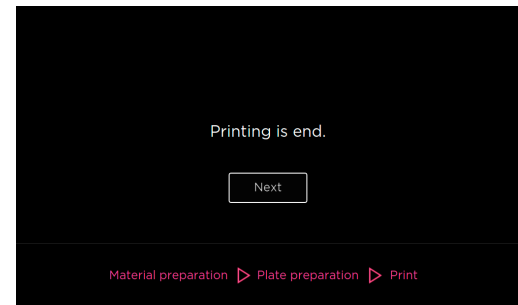 Printing is end.
Next
Material preparation Plate preparation Print